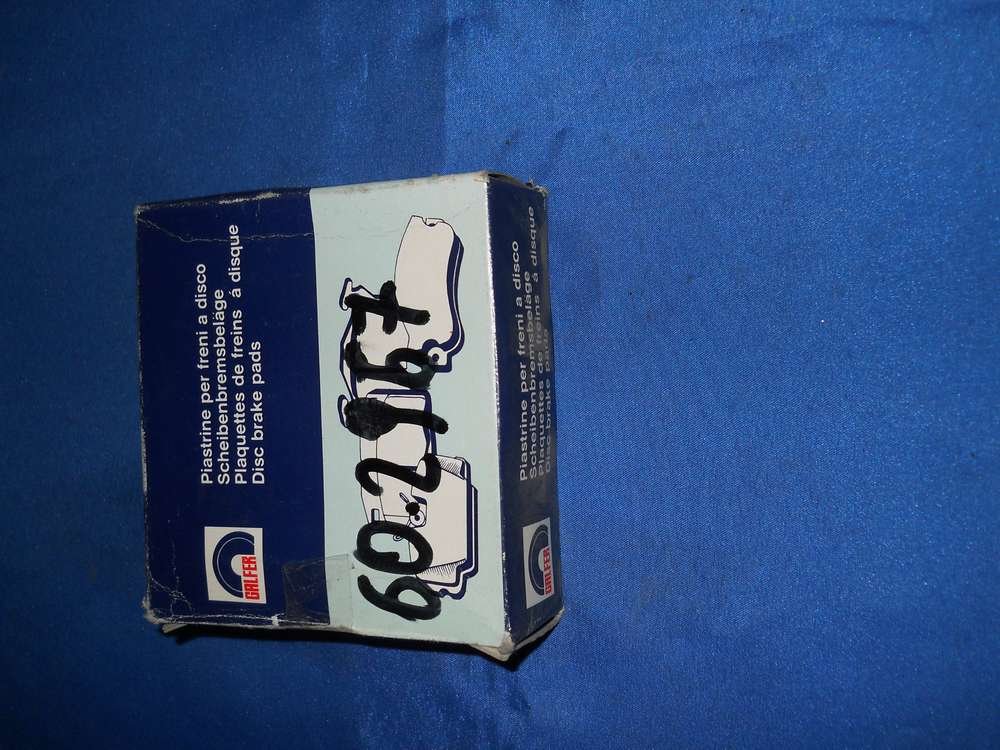 Piastrine per freni a disco
Scheibenbremsbeläge
Plaquettes de freins á disque
Disc brake pads
GALFER
Piastrine per freni a disco
Scheibenbremsbeläge
Plaquettes de freins á disque
Disc brake pads
GALFER